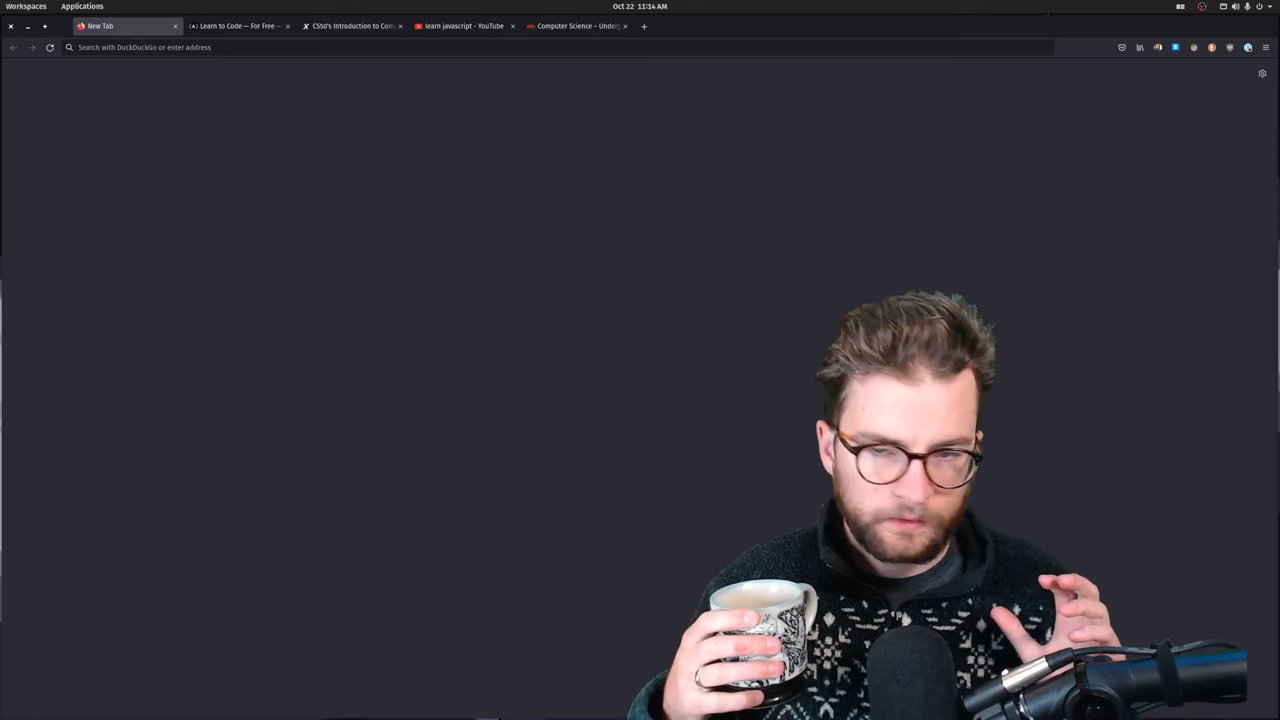 Workspaces Applications Oct 22 11:14 AM
New Tab Learn to Code — For Free — CS50's Introduction to Com learn javascript - YouTube Computer Science – Underg
Search with DuckDuckGo or enter address